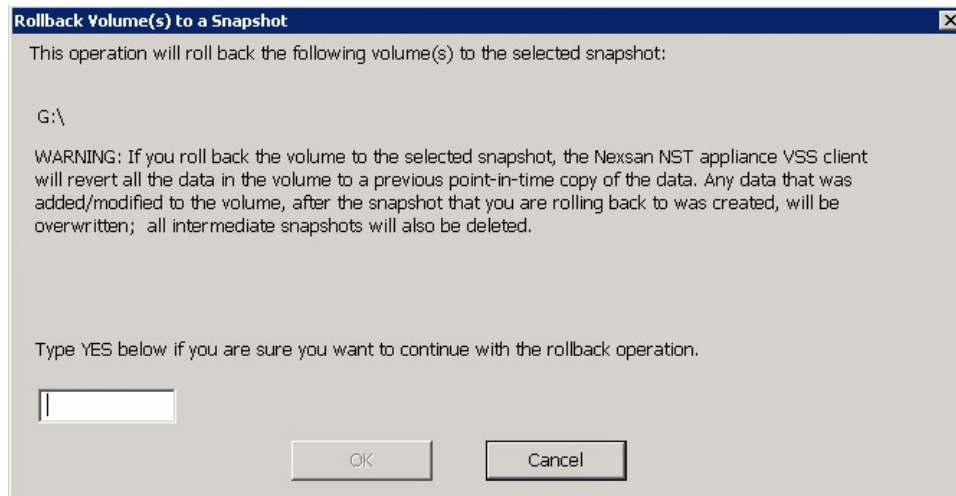 Rollback Volume(s) to a Snapshot
This operation will roll back the following volume(s) to the selected snapshot:
G:\
WARNING: If you roll back the volume to the selected snapshot, the Nexsan NST appliance VSS client
will revert all the data in the volume to a previous point-in-time copy of the data. Any data that was
added/modified to the volume, after the snapshot that you are rolling back to was created, will be
overwritten;  all intermediate snapshots will also be deleted.
Type YES below if you are sure you want to continue with the rollback operation.
OK
Cancel